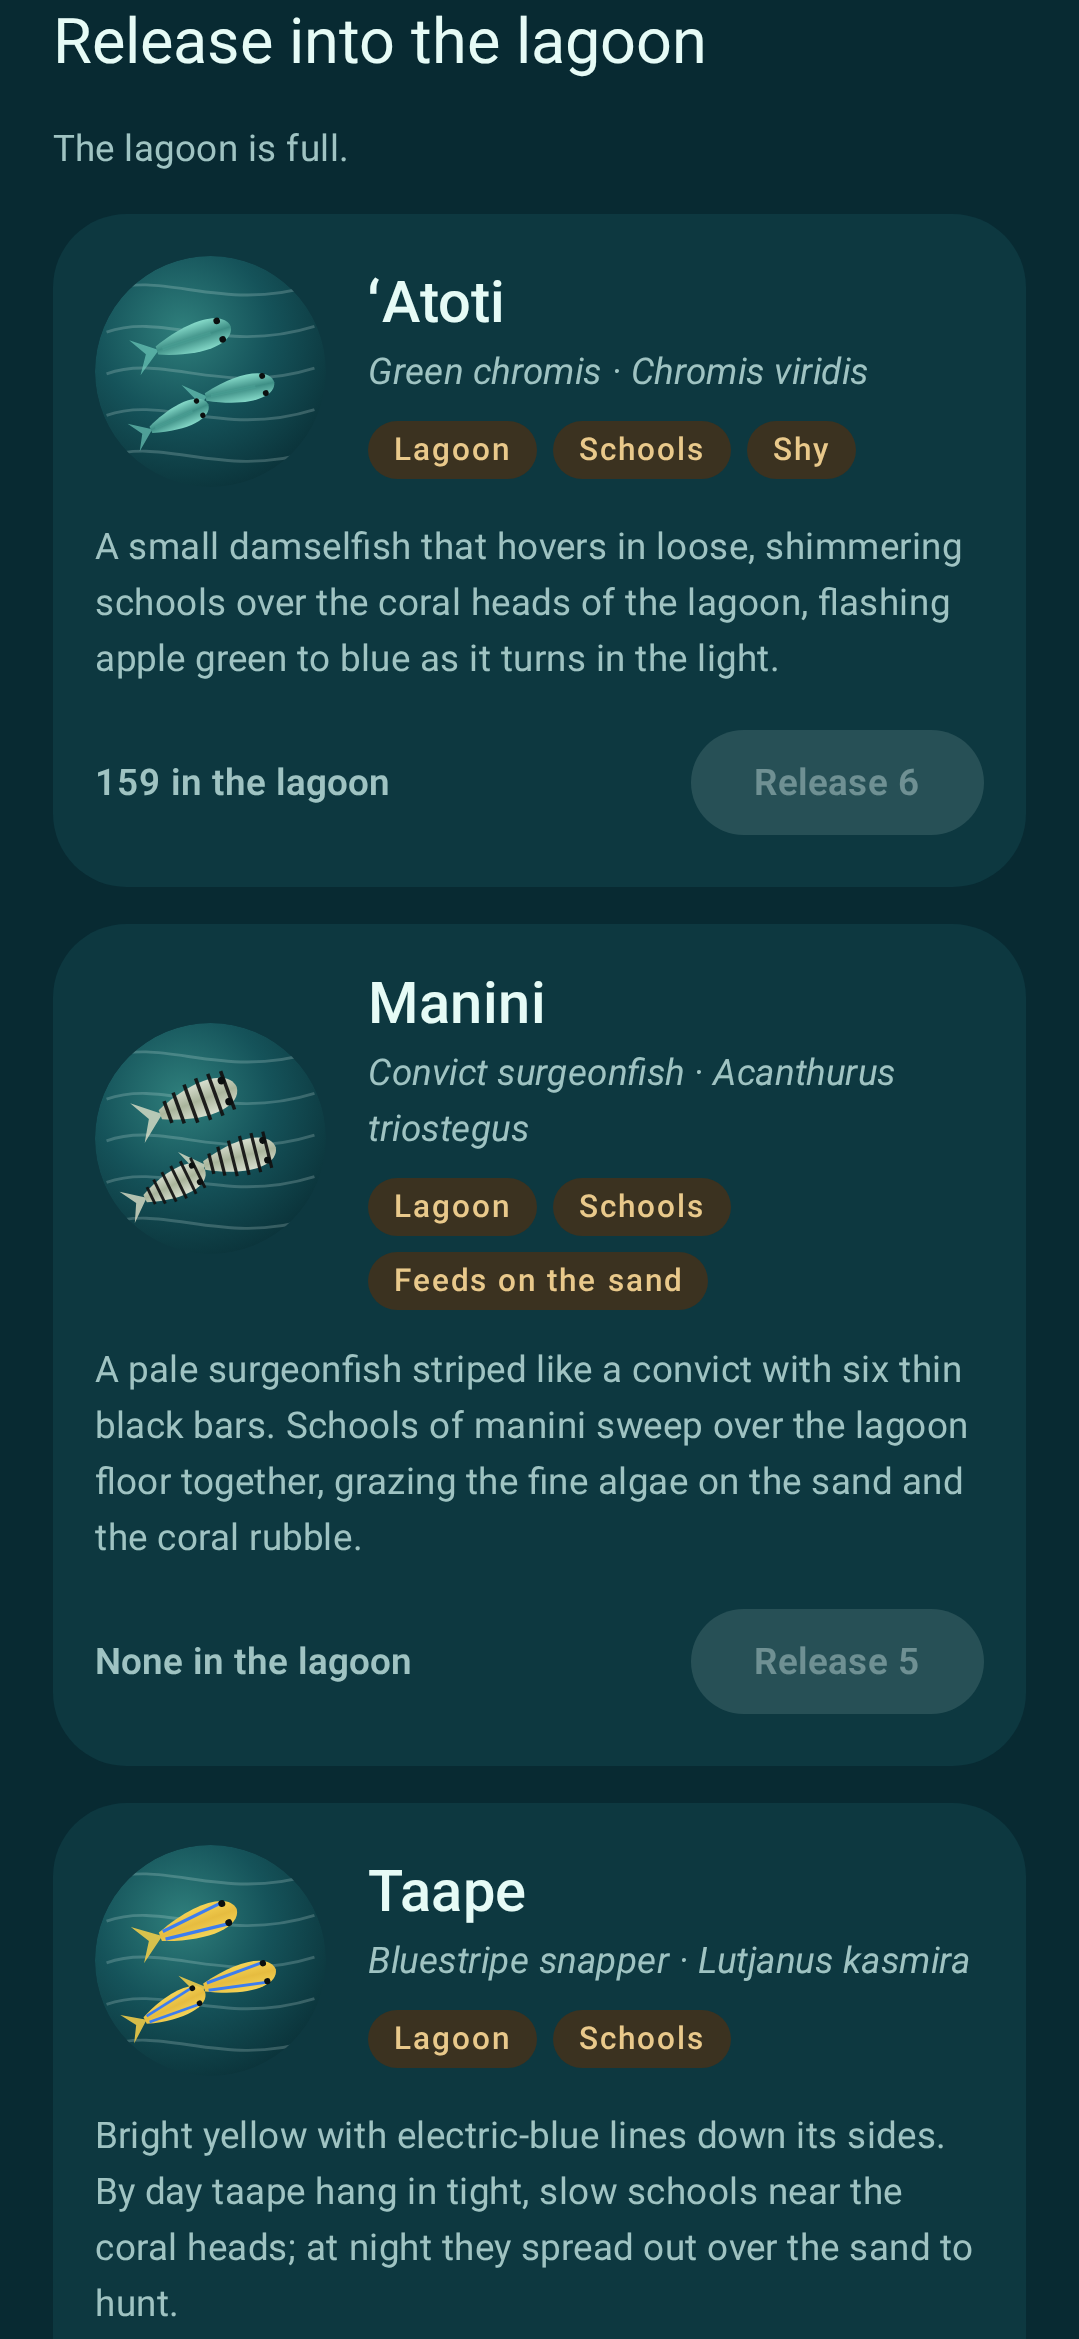 Release into the lagoon
The lagoon is full.
ʻAtoti
Green chromis · Chromis viridis
Lagoon Schools Shy
A small damselfish that hovers in loose, shimmering
schools over the coral heads of the lagoon, flashing
apple green to blue as it turns in the light.
159 in the lagoon Release 6
Manini
Convict surgeonfish · Acanthurus
triostegus
Lagoon Schools
Feeds on the sand
A pale surgeonfish striped like a convict with six thin
black bars. Schools of manini sweep over the lagoon
floor together, grazing the fine algae on the sand and
the coral rubble.
None in the lagoon Release 5
Taape
Bluestripe snapper · Lutjanus kasmira
Lagoon Schools
Bright yellow with electric-blue lines down its sides.
By day taape hang in tight, slow schools near the
coral heads; at night they spread out over the sand to
hunt.